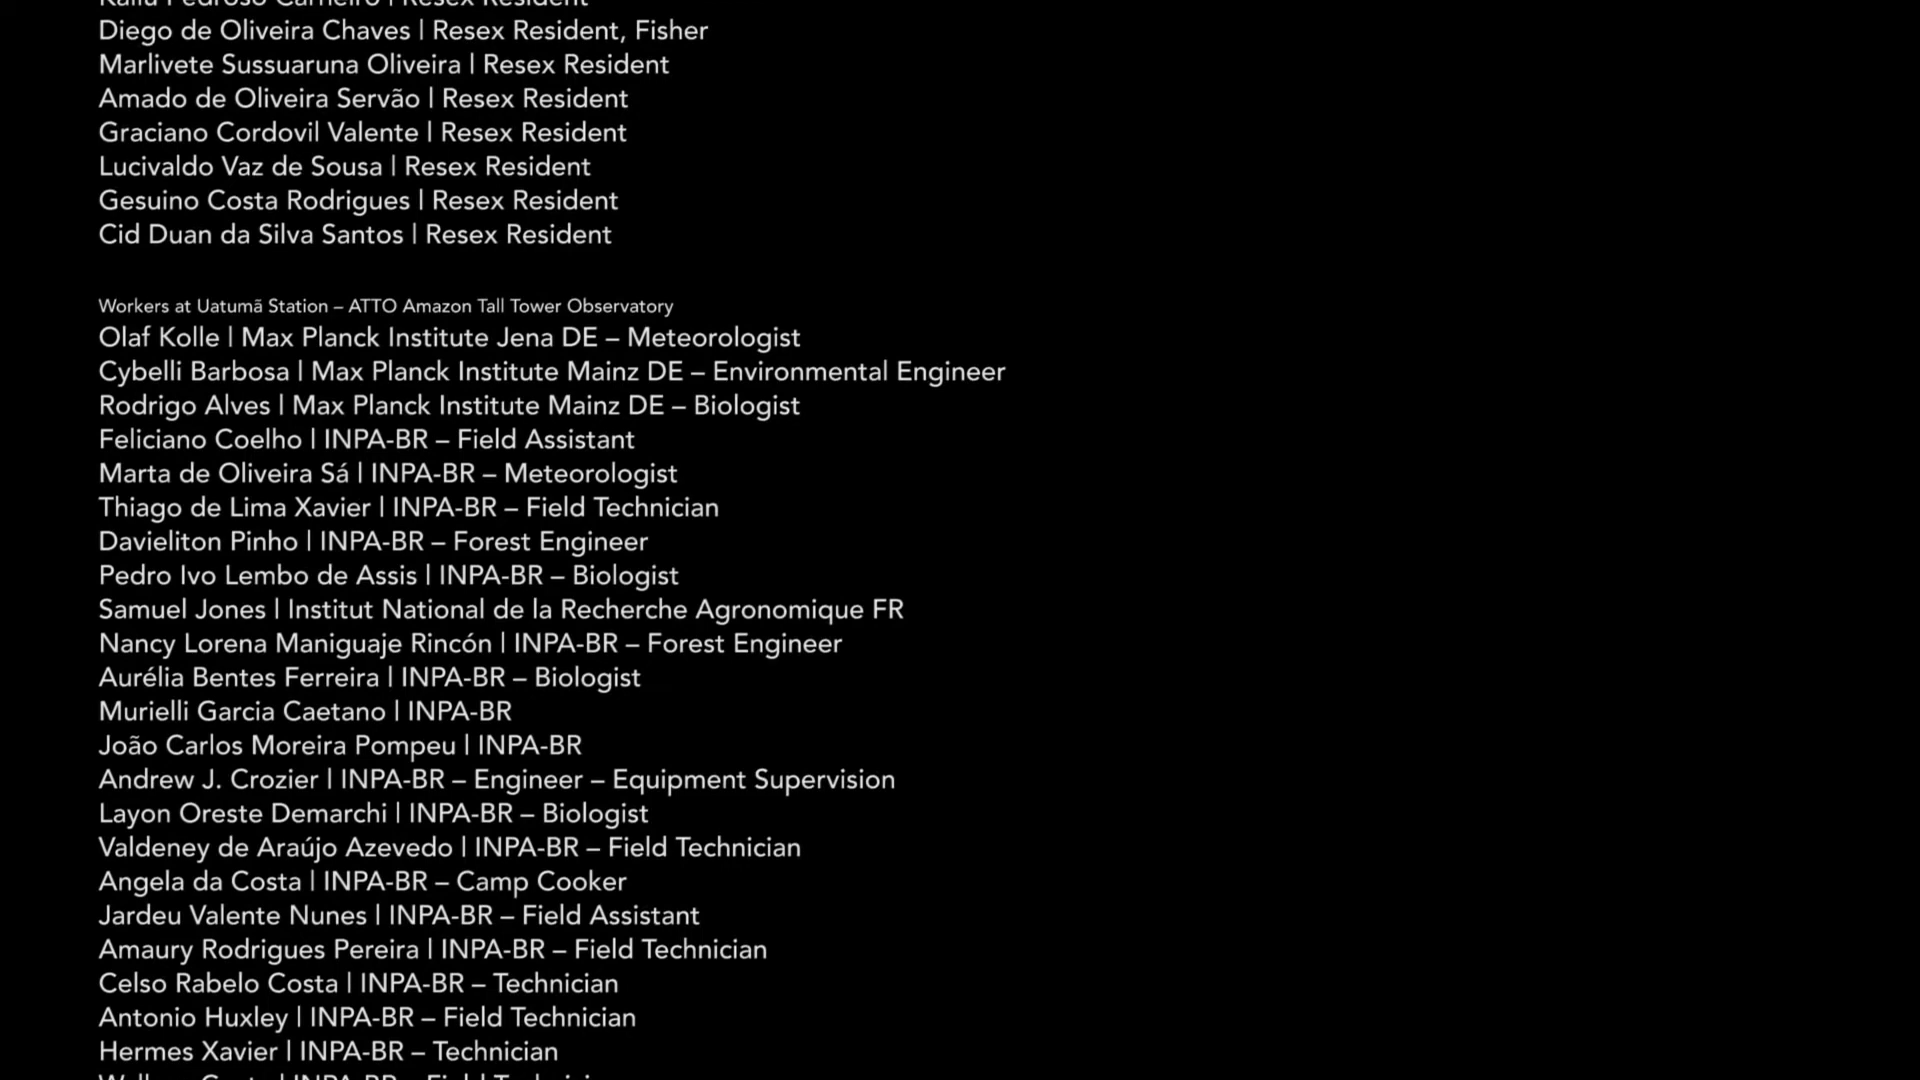 Diego de Oliveira Chaves | Resex Resident, Fisher
Marlivete Sussuaruna Oliveira | Resex Resident
Amado de Oliveira Servão | Resex Resident
Graciano Cordovil Valente | Resex Resident
Lucivaldo Vaz de Sousa | Resex Resident
Gesuino Costa Rodrigues | Resex Resident
Cid Duan da Silva Santos | Resex Resident
Workers at Uatumã Station – ATTO Amazon Tall Tower Observatory
Olaf Kolle | Max Planck Institute Jena DE – Meteorologist
Cybelli Barbosa | Max Planck Institute Mainz DE – Environmental Engineer
Rodrigo Alves | Max Planck Institute Mainz DE – Biologist
Feliciano Coelho | INPA-BR – Field Assistant
Marta de Oliveira Sá | INPA-BR – Meteorologist
Thiago de Lima Xavier | INPA-BR – Field Technician
Davieliton Pinho | INPA-BR – Forest Engineer
Pedro Ivo Lembo de Assis | INPA-BR – Biologist
Samuel Jones | Institut National de la Recherche Agronomique FR
Nancy Lorena Maniguaje Rincón | INPA-BR – Forest Engineer
Aurélia Bentes Ferreira | INPA-BR – Biologist
Murielli Garcia Caetano | INPA-BR
João Carlos Moreira Pompeu | INPA-BR
Andrew J. Crozier | INPA-BR – Engineer – Equipment Supervision
Layon Oreste Demarchi | INPA-BR – Biologist
Valdeney de Araújo Azevedo | INPA-BR – Field Technician
Angela da Costa | INPA-BR – Camp Cooker
Jardeu Valente Nunes | INPA-BR – Field Assistant
Amaury Rodrigues Pereira | INPA-BR – Field Technician
Celso Rabelo Costa | INPA-BR – Technician
Antonio Huxley | INPA-BR – Field Technician
Hermes Xavier | INPA-BR – Technician